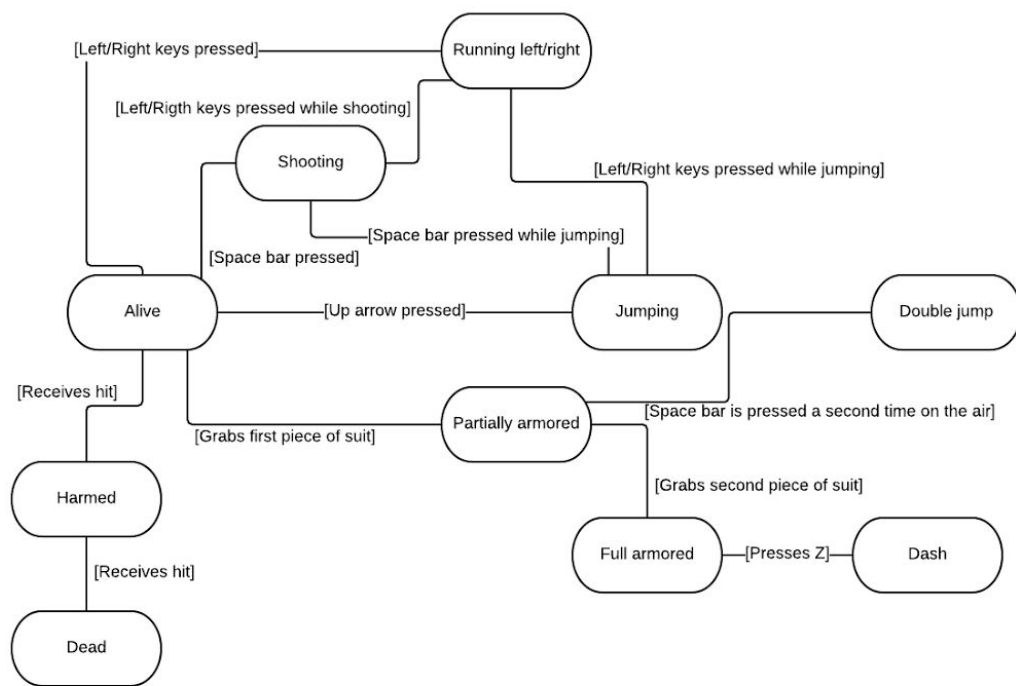 Running left/right
[Left/Right keys pressed]
[Left/Rigth keys pressed while shooting]
Shooting
[Left/Right keys pressed while jumping]
[Space bar pressed while jumping]
[Space bar pressed]
Alive
[Up arrow pressed]
Jumping
Double jump
[Receives hit]
[Grabs first piece of suit]
Partially armored
[Space bar is pressed a second time on the air]
Harmed
[Grabs second piece of suit]
Full armored
[Presses Z]
Dash
[Receives hit]
Dead